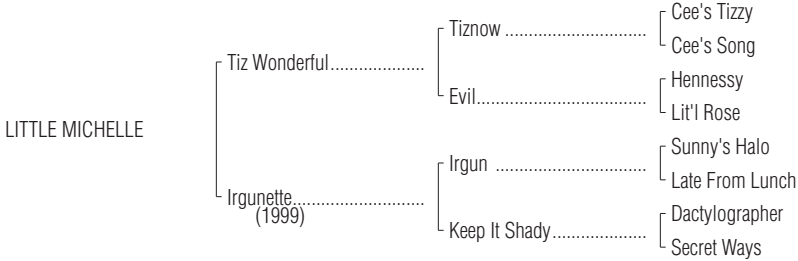 Cee's Tizzy
Tiznow ..................................
Cee's Song
Tiz Wonderful......................
Hennessy
Evil.........................................
Lit'l Rose
LITTLE MICHELLE
Sunny's Halo
Irgun ....................................
Late From Lunch
Irgunette...............................
(1999)
Dactylographer
Keep It Shady......................
Secret Ways